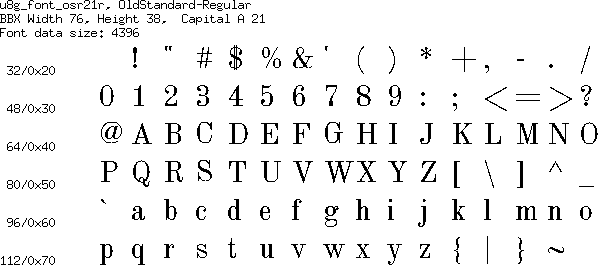 u8g_font_osr21r, OldStandard-Regular
BBX Width 76, Height 38,  Capital A 21
Font data size: 4396
32/0x20 ! " # $ % & ' ( ) * + , - . /
48/0x30 0 1 2 3 4 5 6 7 8 9 : ; < = > ?
64/0x40 @ A B C D E F G H I J K L M N O
80/0x50 P Q R S T U V W X Y Z [ \ ] ^ _
96/0x60 ` a b c d e f g h i j k l m n o
112/0x70 p q r s t u v w x y z { | } ~